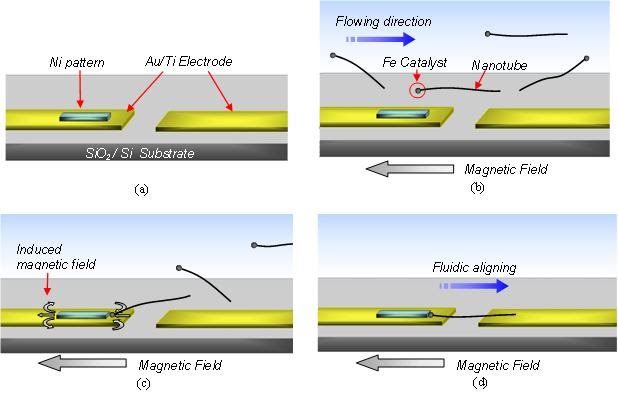 Ni pattern
Au/Ti Electrode
SiO₂ / Si Substrate
(a)
Flowing direction
Fe Catalyst
Nanotube
Magnetic Field
(b)
Induced
magnetic field
Magnetic Field
(c)
Fluidic aligning
Magnetic Field
(d)